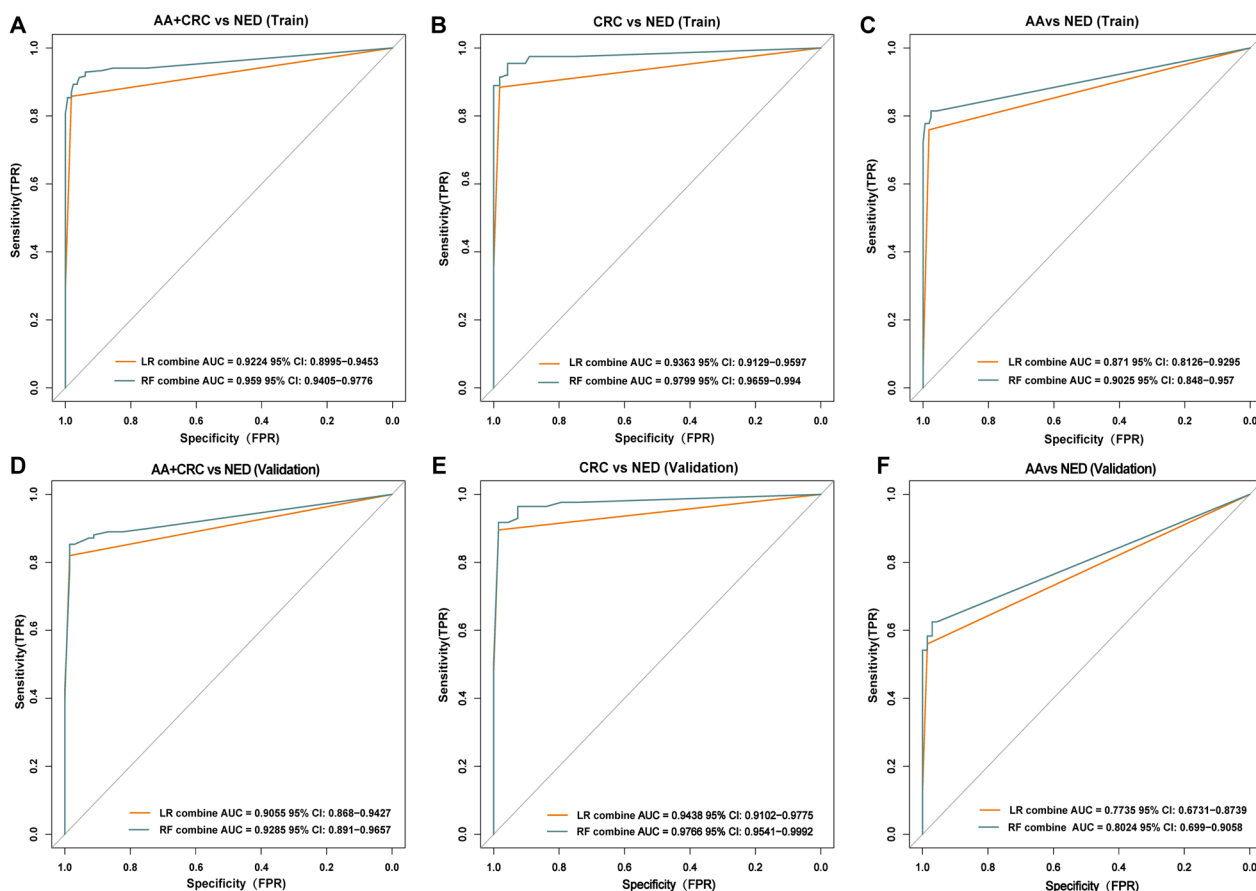 A
AA+CRC vs NED (Train)
Sensitivity(TPR)
1.0
0.8
0.6
0.4
0.2
0.0
LR combine AUC = 0.9224 95% CI: 0.8995−0.9453
RF combine AUC = 0.959 95% CI: 0.9405−0.9776
1.0 0.8 0.6 0.4 0.2 0.0
Specificity（FPR)
B
CRC vs NED (Train)
Sensitivity(TPR)
1.0
0.8
0.6
0.4
0.2
0.0
LR combine AUC = 0.9363 95% CI: 0.9129−0.9597
RF combine AUC = 0.9799 95% CI: 0.9659−0.994
1.0 0.8 0.6 0.4 0.2 0.0
Specificity（FPR)
C
AAvs NED (Train)
Sensitivity(TPR)
1.0
0.8
0.6
0.4
0.2
0.0
LR combine AUC = 0.871 95% CI: 0.8126−0.9295
RF combine AUC = 0.9025 95% CI: 0.848−0.957
1.0 0.8 0.6 0.4 0.2 0.0
Specificity（FPR)
D
AA+CRC vs NED (Validation)
Sensitivity(TPR)
1.0
0.8
0.6
0.4
0.2
0.0
LR combine AUC = 0.9055 95% CI: 0.868−0.9427
RF combine AUC = 0.9285 95% CI: 0.891−0.9657
1.0 0.8 0.6 0.4 0.2 0.0
Specificity（FPR)
E
CRC vs NED (Validation)
Sensitivity(TPR)
1.0
0.8
0.6
0.4
0.2
0.0
LR combine AUC = 0.9438 95% CI: 0.9102−0.9775
RF combine AUC = 0.9766 95% CI: 0.9541−0.9992
1.0 0.8 0.6 0.4 0.2 0.0
Specificity（FPR)
F
AAvs NED (Validation)
Sensitivity(TPR)
1.0
0.8
0.6
0.4
0.2
0.0
LR combine AUC = 0.7735 95% CI: 0.6731−0.8739
RF combine AUC = 0.8024 95% CI: 0.699−0.9058
1.0 0.8 0.6 0.4 0.2 0.0
Specificity（FPR)